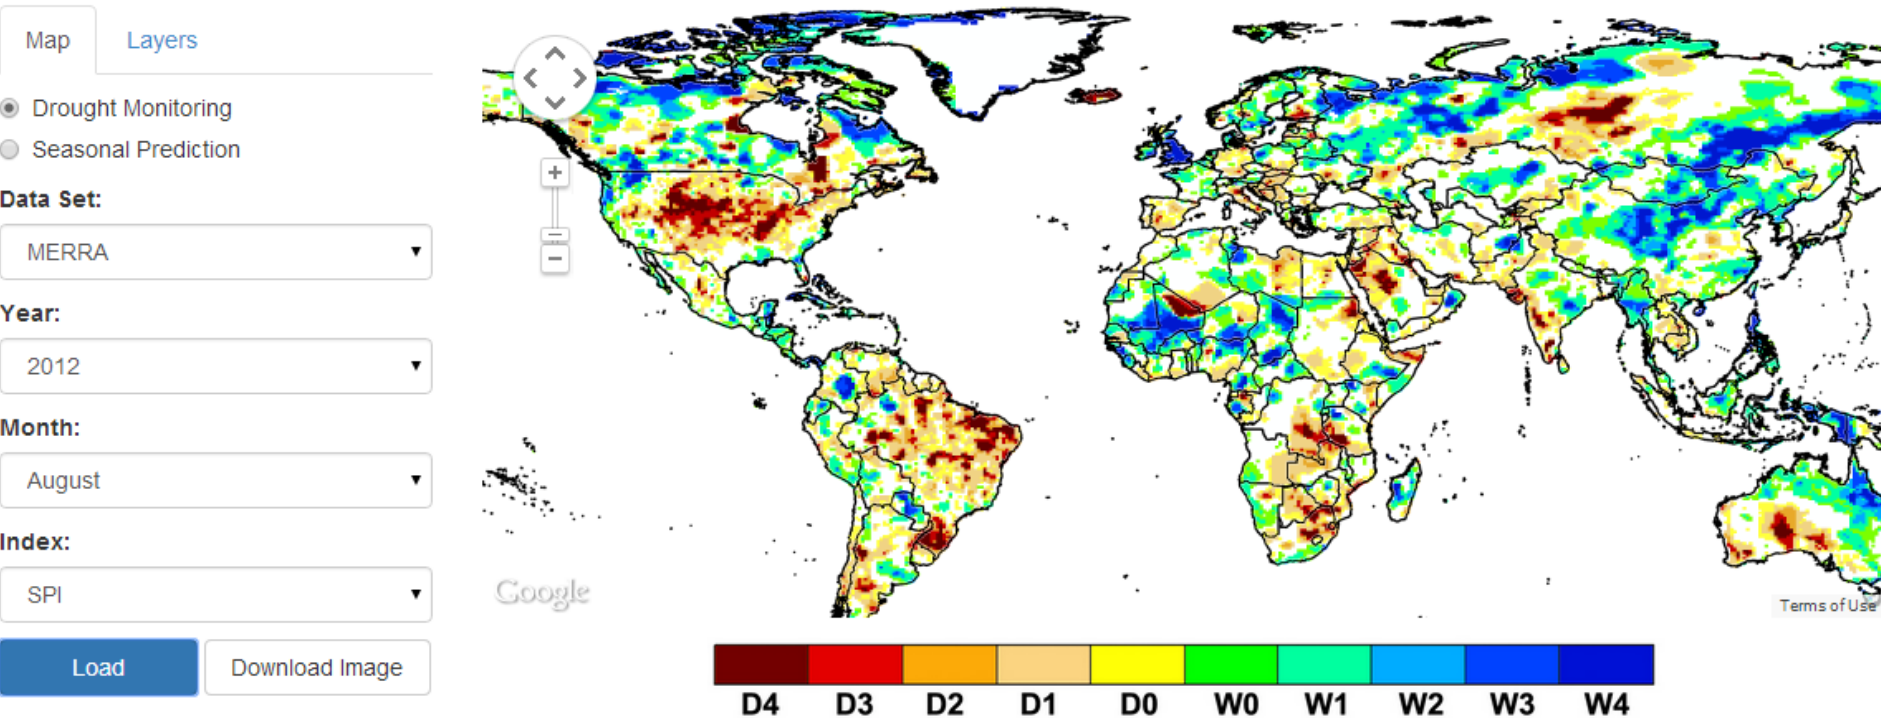 Map
Layers
Drought Monitoring
Seasonal Prediction
Data Set:
MERRA
Year:
2012
Month:
August
Index:
SPI
Load
Download Image
Google
Terms of Use
D4 D3 D2 D1 D0 W0 W1 W2 W3 W4